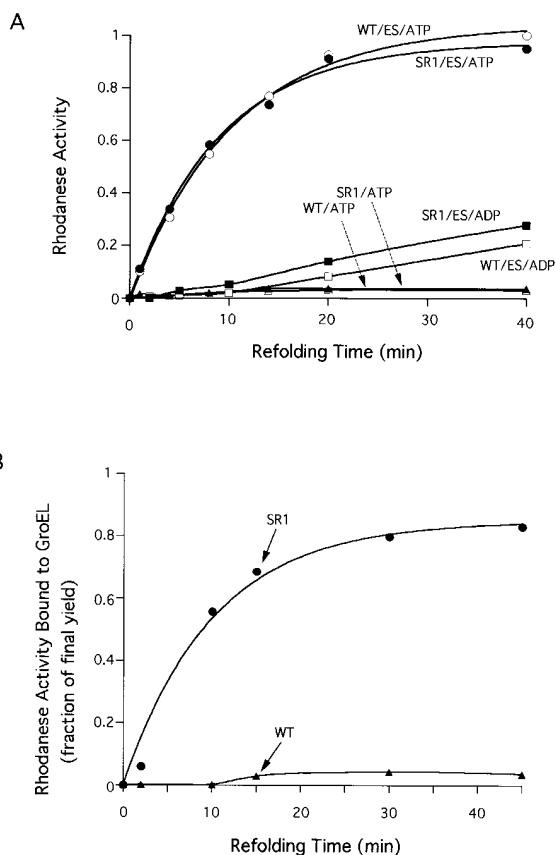 A
WT/ES/ATP
SR1/ES/ATP
SR1/ATP
WT/ATP
SR1/ES/ADP
WT/ES/ADP
1
0.8
0.6
0.4
0.2
0
0 10 20 30 40
Rhodanese Activity
Refolding Time (min)
1
0.8
0.6
0.4
0.2
0
SR1
WT
0 10 20 30 40
Rhodanese Activity Bound to GroEL
(fraction of final yield)
Refolding Time (min)